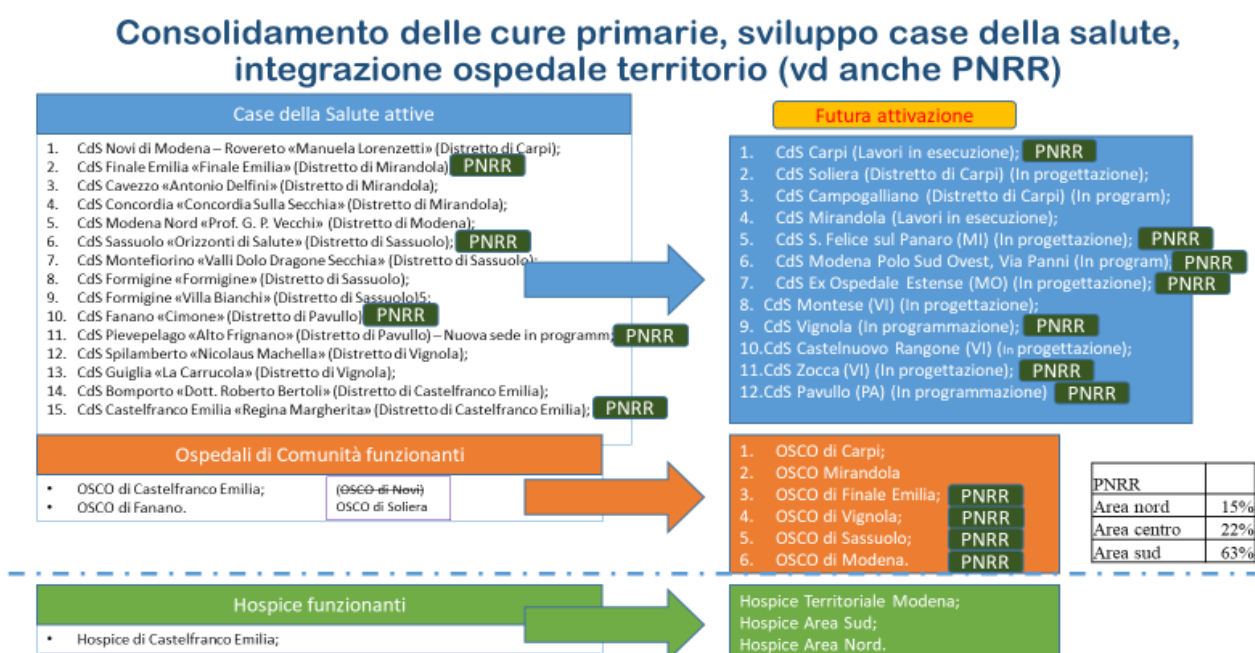 Consolidamento delle cure primarie, sviluppo case della salute,
integrazione ospedale territorio (vd anche PNRR)
Case della Salute attive
1. CdS Novi di Modena – Rovereto «Manuela Lorenzetti» (Distretto di Carpi);
2. CdS Finale Emilia «Finale Emilia» (Distretto di Mirandola) PNRR
3. CdS Cavezzo «Antonio Delfini» (Distretto di Mirandola);
4. CdS Concordia «Concordia Sulla Secchia» (Distretto di Mirandola);
5. CdS Modena Nord «Prof. G. P. Vecchi» (Distretto di Modena);
6. CdS Sassuolo «Orizzonti di Salute» (Distretto di Sassuolo); PNRR
7. CdS Montefiorino «Valli Dolo Dragone Secchia» (Distretto di Sassuolo);
8. CdS Formigine «Formigine» (Distretto di Sassuolo);
9. CdS Formigine «Villa Bianchi» (Distretto di Sassuolo)5;
10. CdS Fanano «Cimone» (Distretto di Pavullo) PNRR
11. CdS Pievepelago «Alto Frignano» (Distretto di Pavullo) – Nuova sede in programm; PNRR
12. CdS Spilamberto «Nicolaus Machella» (Distretto di Vignola);
13. CdS Guiglia «La Carrucola» (Distretto di Vignola);
14. CdS Bomporto «Dott. Roberto Bertoli» (Distretto di Castelfranco Emilia);
15. CdS Castelfranco Emilia «Regina Margherita» (Distretto di Castelfranco Emilia); PNRR
Futura attivazione
1. CdS Carpi (Lavori in esecuzione); PNRR
2. CdS Soliera (Distretto di Carpi) (In progettazione);
3. CdS Campogalliano (Distretto di Carpi) (In program);
4. CdS Mirandola (Lavori in esecuzione);
5. CdS S. Felice sul Panaro (MI) (In progettazione); PNRR
6. CdS Modena Polo Sud Ovest, Via Panni (In program); PNRR
7. CdS Ex Ospedale Estense (MO) (In progettazione); PNRR
8. CdS Montese (VI) (In progettazione);
9. CdS Vignola (In programmazione); PNRR
10.CdS Castelnuovo Rangone (VI) (In progettazione);
11.CdS Zocca (VI) (In progettazione); PNRR
12.CdS Pavullo (PA) (In programmazione) PNRR
Ospedali di Comunità funzionanti
• OSCO di Castelfranco Emilia;
• OSCO di Fanano.
(OSCO di Novi)
OSCO di Soliera
1. OSCO di Carpi;
2. OSCO Mirandola
3. OSCO di Finale Emilia; PNRR
4. OSCO di Vignola; PNRR
5. OSCO di Sassuolo; PNRR
6. OSCO di Modena. PNRR
PNRR
Area nord 15%
Area centro 22%
Area sud 63%
Hospice funzionanti
• Hospice di Castelfranco Emilia;
Hospice Territoriale Modena;
Hospice Area Sud;
Hospice Area Nord.